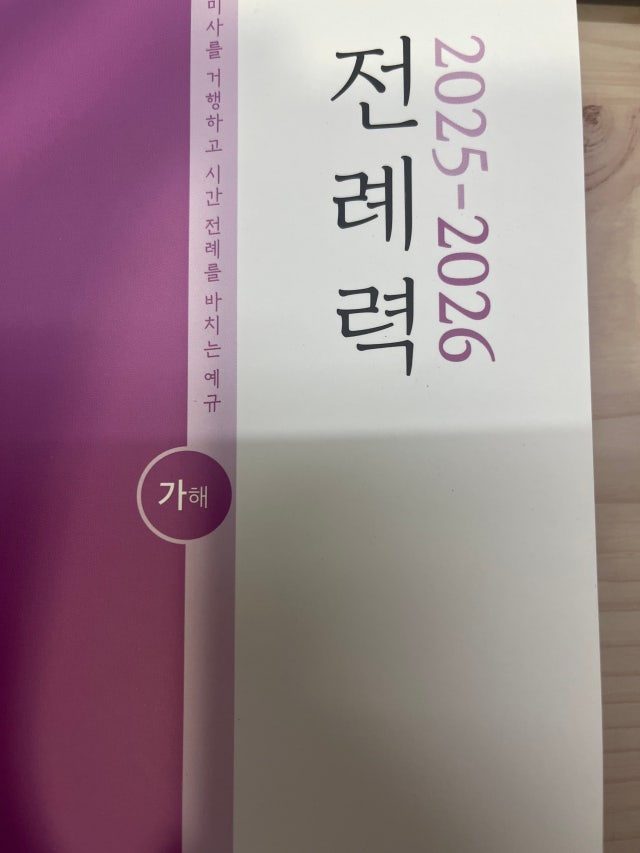 2025-2026
전례력
미사를 거행하고 시간 전례를 바치는 예규
가해